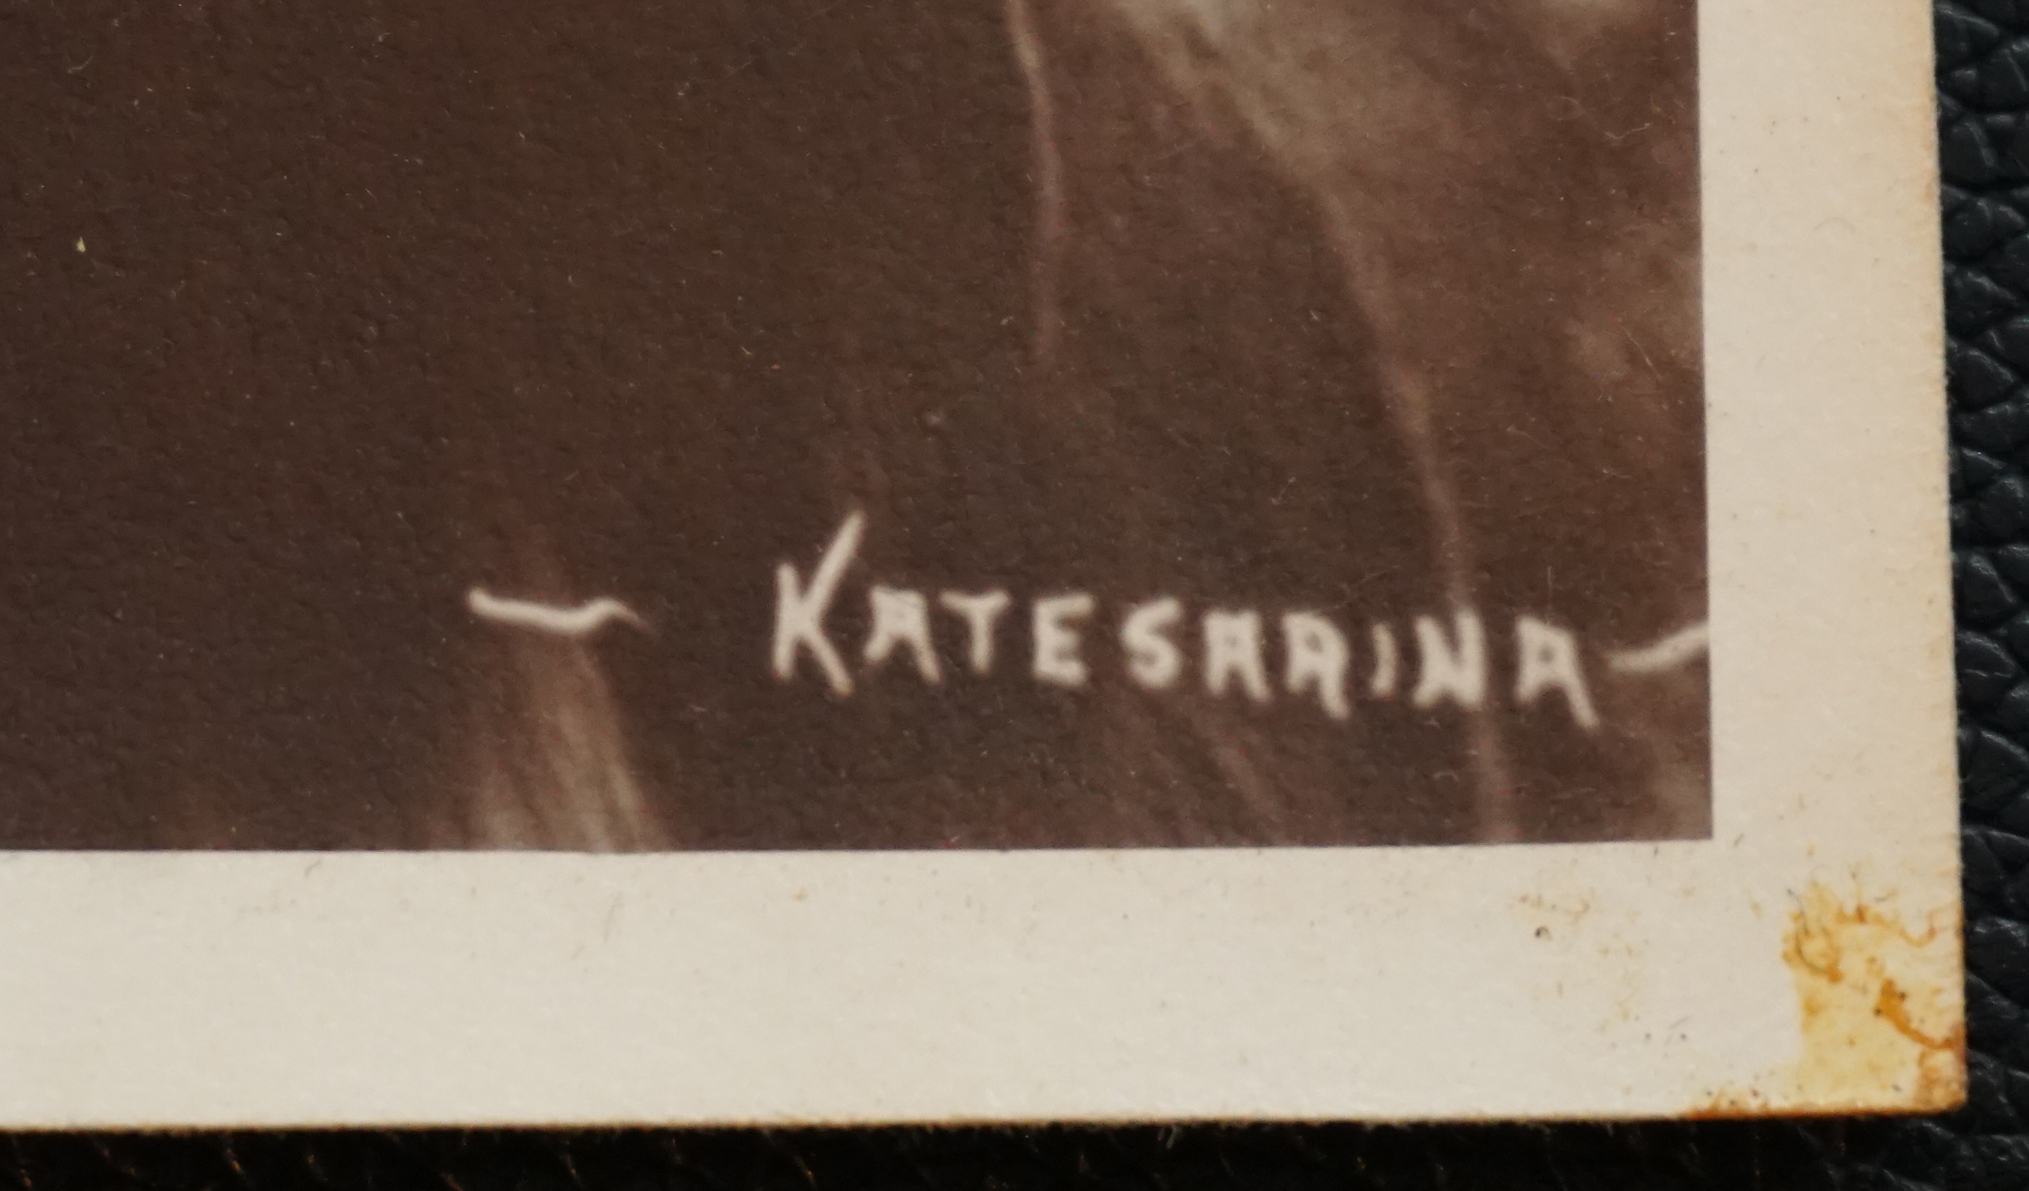 ~ KATESARINA ~